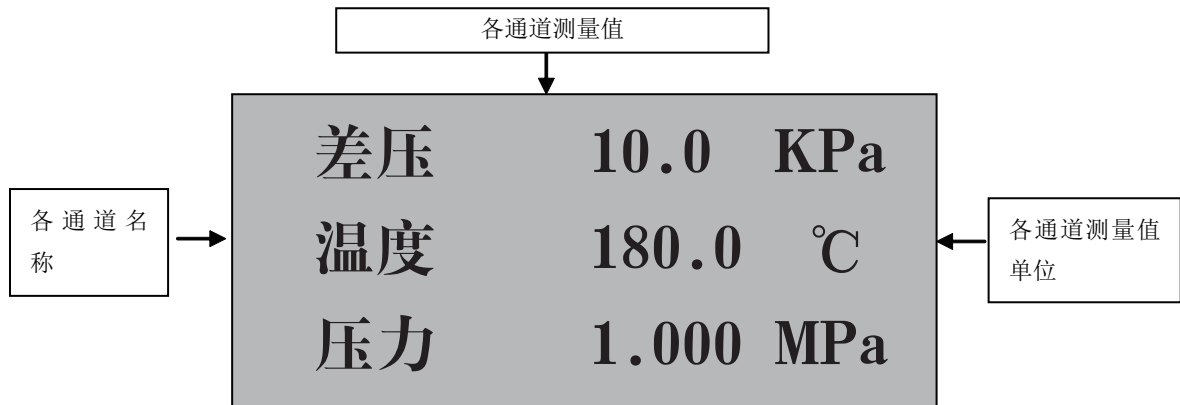 各通道测量值
差压 10.0 KPa
各通道名
称
温度 180.0 ℃
各通道测量值
单位
压力 1.000 MPa